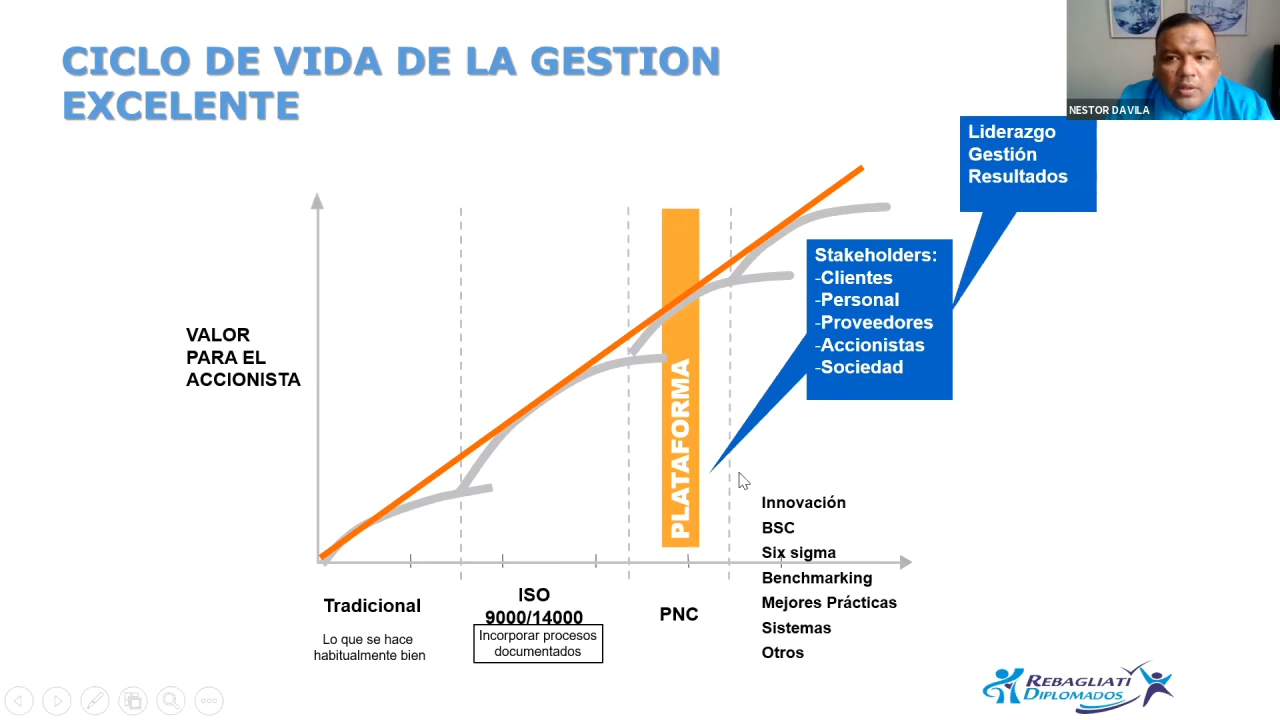 CICLO DE VIDA DE LA GESTION
EXCELENTE
NESTOR DAVILA
Liderazgo
Gestión
Resultados
Stakeholders:
-Clientes
-Personal
-Proveedores
-Accionistas
-Sociedad
VALOR
PARA EL
ACCIONISTA
PLATAFORMA
Innovación
BSC
Six sigma
Benchmarking
Mejores Prácticas
Sistemas
Otros
Tradicional
Lo que se hace
habitualmente bien
ISO
9000/14000
Incorporar procesos
documentados
PNC
REBAGLIATI
DIPLOMADOS